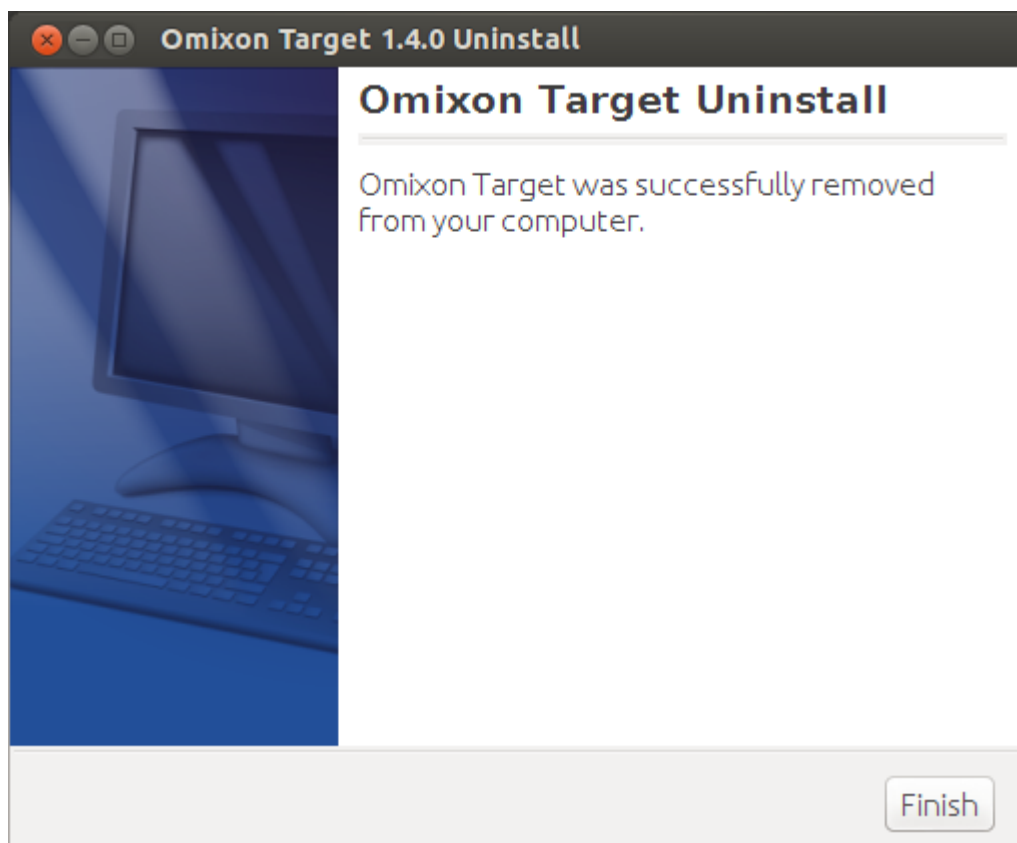 Omixon Target 1.4.0 Uninstall
Omixon Target Uninstall
Omixon Target was successfully removed
from your computer.
Finish